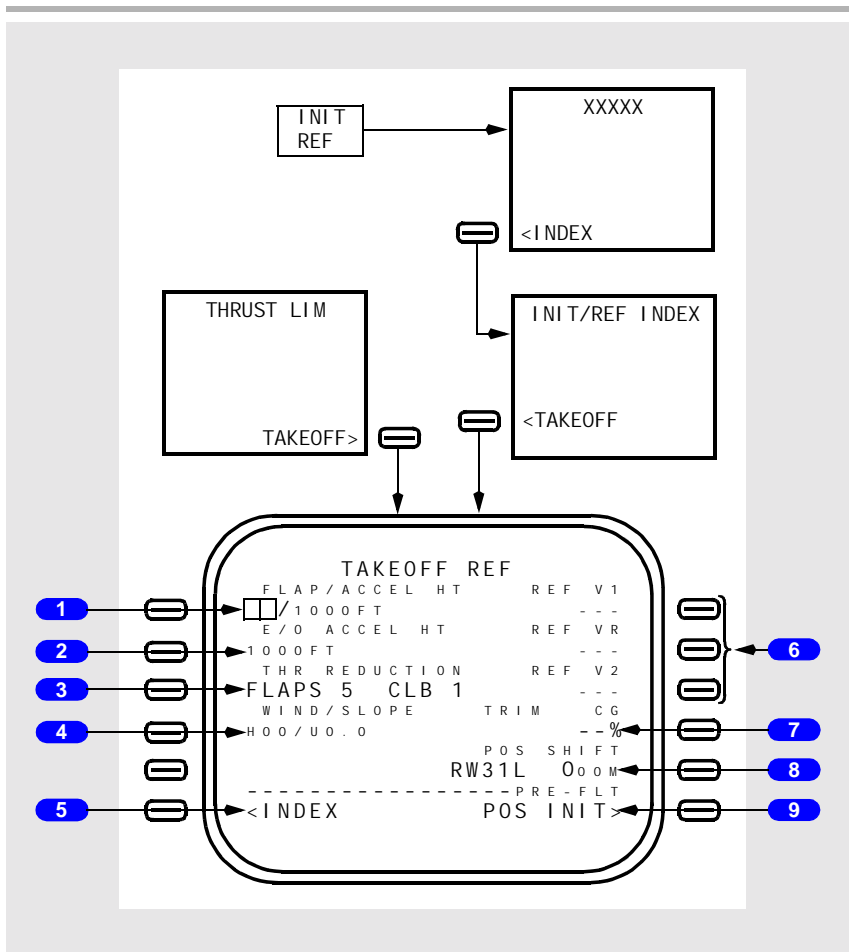 INIT
REF
XXXXX
<INDEX
THRUST LIM
TAKEOFF>
INIT/REF INDEX
<TAKEOFF
TAKEOFF REF
FLAP/ACCEL HT REF V1
1 /1000FT ---
E/O ACCEL HT REF VR
2 1000FT --- 6
THR REDUCTION REF V2
3 FLAPS 5 CLB 1 ---
WIND/SLOPE TRIM CG
4 H00/U0.0 --% 7
POS SHIFT
RW31L 000M 8
----------------PRE-FLT
5 <INDEX POS INIT> 9